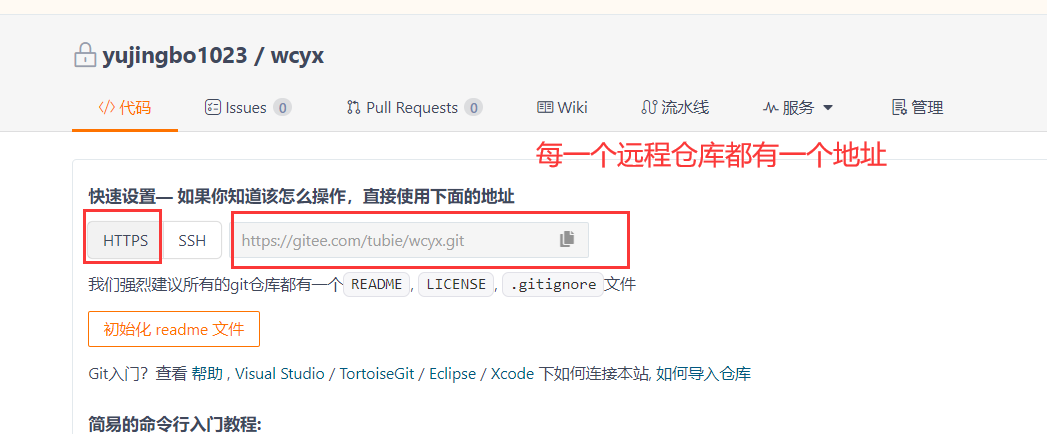 yujingbo1023 / wcyx
</> 代码 Issues 0 Pull Requests 0 Wiki 流水线 服务 管理
每一个远程仓库都有一个地址
快速设置— 如果你知道该怎么操作，直接使用下面的地址
HTTPS SSH https://gitee.com/tubie/wcyx.git
我们强烈建议所有的git仓库都有一个 README, LICENSE, .gitignore 文件
初始化 readme 文件
Git入门？查看 帮助 , Visual Studio / TortoiseGit / Eclipse / Xcode 下如何连接本站, 如何导入仓库
简易的命令行入门教程: